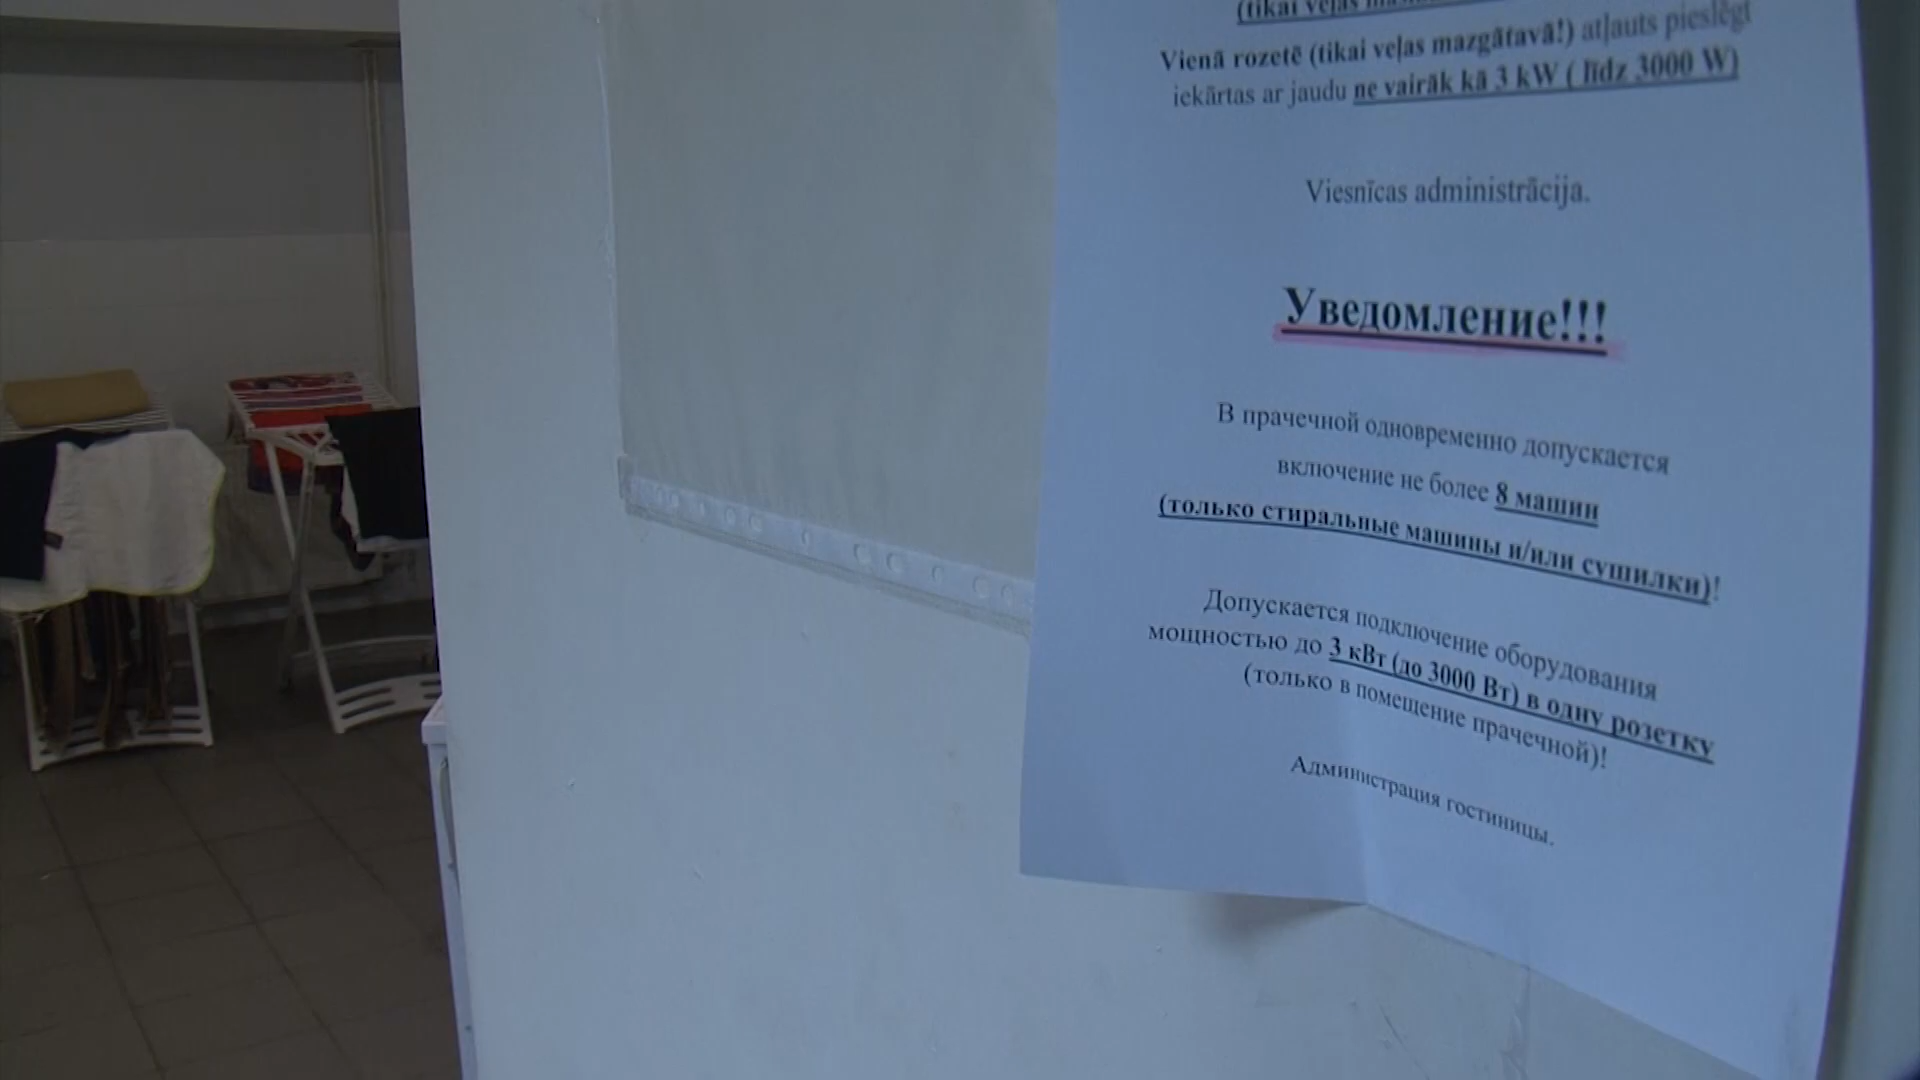 (tikai veļas
Vienā rozetē (tikai veļas mazgātavā!) atļauts pieslēgt
iekārtas ar jaudu ne vairāk kā 3 kW ( līdz 3000 W)
Viesnīcas administrācija.
Уведомление!!!
В прачечной одновременно допускается
включение не более 8 машин
(только стиральные машины и/или сушилки)!
Допускается подключение оборудования
мощностью до 3 кВт (до 3000 Вт) в одну розетку
(только в помещение прачечной)!
Администрация гостиницы.